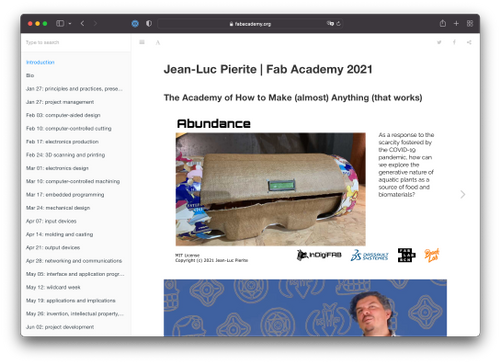 fabacademy.org
Type to search
A
Introduction
Bio
Jan 27: principles and practices, prese...
Jan 27: project management
Feb 03: computer-aided design
Feb 10: computer-controlled cutting
Feb 17: electronics production
Feb 24: 3D scanning and printing
Mar 01: electronics design
Mar 10: computer-controlled machining
Mar 17: embedded programming
Mar 24: mechanical design
Apr 07: input devices
Apr 14: molding and casting
Apr 21: output devices
Apr 28: networking and communications
May 05: interface and application progr...
May 12: wildcard week
May 19: applications and implications
May 26: invention, intellectual property,...
Jun 02: project development
Jean-Luc Pierite | Fab Academy 2021
The Academy of How to Make (almost) Anything (that works)
Abundance
As a response to the
scarcity fostered by
the COVID-19
pandemic, how can
we explore the
generative nature of
aquatic plants as a
source of food and
biomaterials?
MIT License
Copyright (c) 2021 Jean-Luc Pierite
InDigiFAB
DASSAULT
SYSTEMES